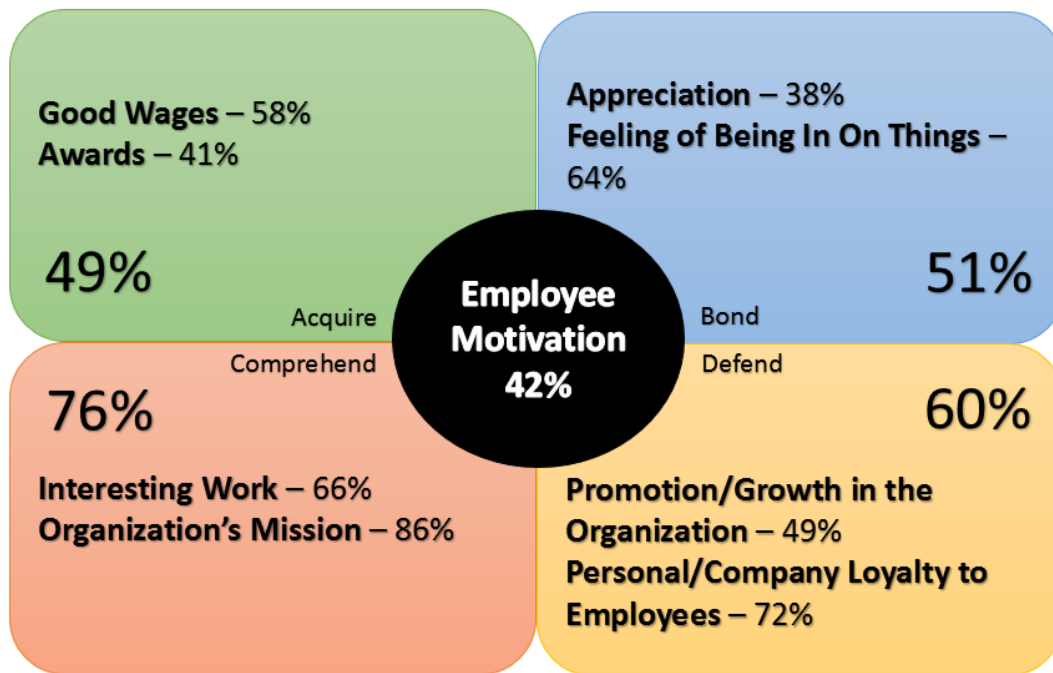 Good Wages – 58%
Awards – 41%
49%
Acquire
Appreciation – 38%
Feeling of Being In On Things –
64%
51%
Bond
Employee
Motivation
42%
Comprehend
76%
Interesting Work – 66%
Organization’s Mission – 86%
Defend
60%
Promotion/Growth in the
Organization – 49%
Personal/Company Loyalty to
Employees – 72%